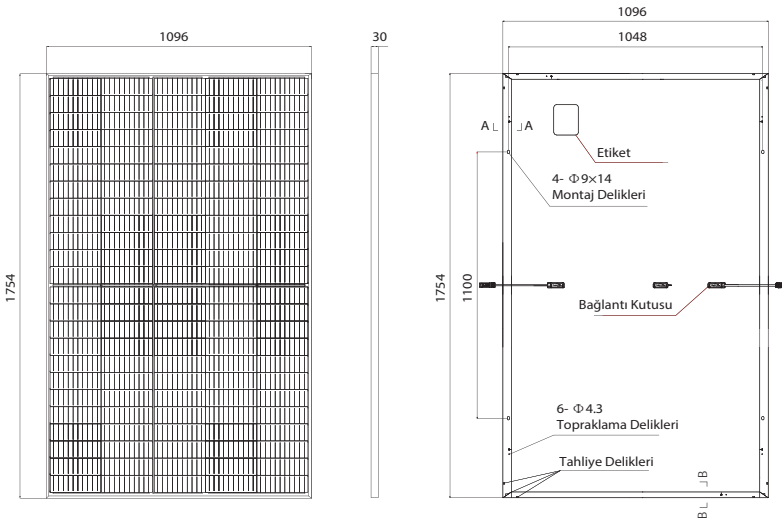 1096
30
1754
1096
1048
A A
Etiket
4- Φ9×14
Montaj Delikleri
1754
1100
Bağlantı Kutusu
6- Φ4.3
Topraklama Delikleri
Tahliye Delikleri
B
B